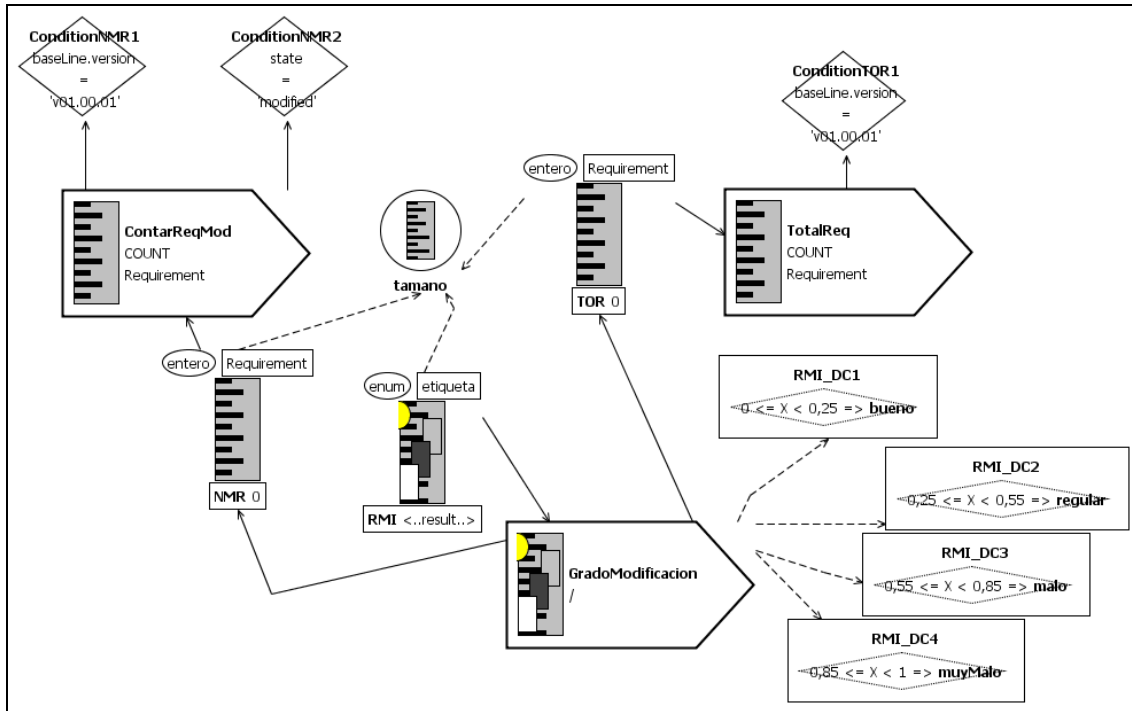 ConditionNMR1
baseLine.version
=
'v01.00.01'
ConditionNMR2
state
=
'modified'
ConditionTOR1
baseLine.version
=
'v01.00.01'
ContarReqMod
COUNT
Requirement
tamano
entero
Requirement
TOR 0
TotalReq
COUNT
Requirement
entero
Requirement
NMR 0
enum
etiqueta
RMI <..result..>
GradoModificacion
/
RMI_DC1
0 <= X < 0,25 => bueno
RMI_DC2
0,25 <= X < 0,55 => regular
RMI_DC3
0,55 <= X < 0,85 => malo
RMI_DC4
0,85 <= X < 1 => muyMalo